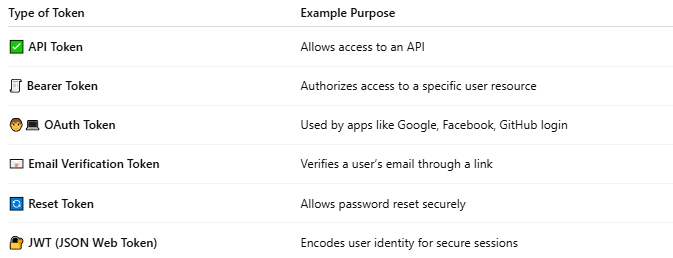 Type of Token Example Purpose
✅ API Token Allows access to an API
🧾 Bearer Token Authorizes access to a specific user resource
🧑‍💻 OAuth Token Used by apps like Google, Facebook, GitHub login
📧 Email Verification Token Verifies a user’s email through a link
🔄 Reset Token Allows password reset securely
🔐 JWT (JSON Web Token) Encodes user identity for secure sessions